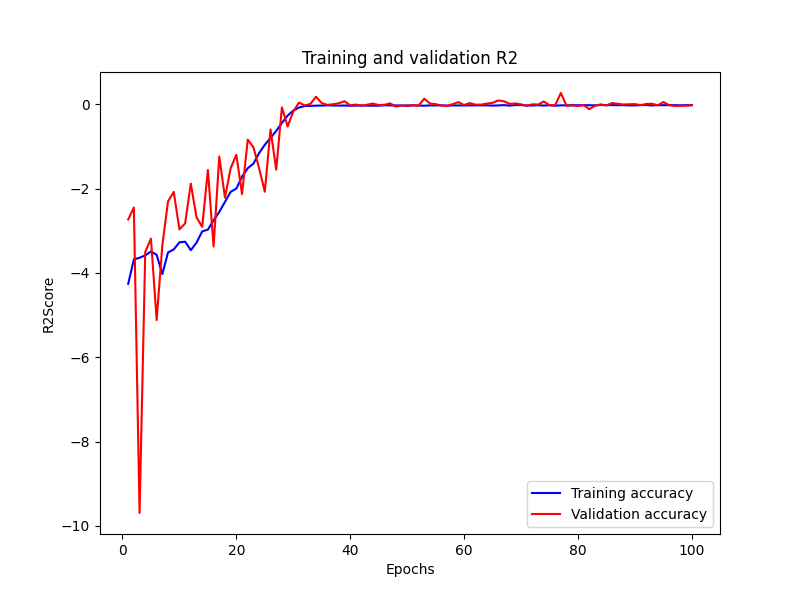 Training and validation R2
0
−2
−4
−6
−8
−10
R2Score
0 20 40 60 80 100
Epochs
Training accuracy
Validation accuracy